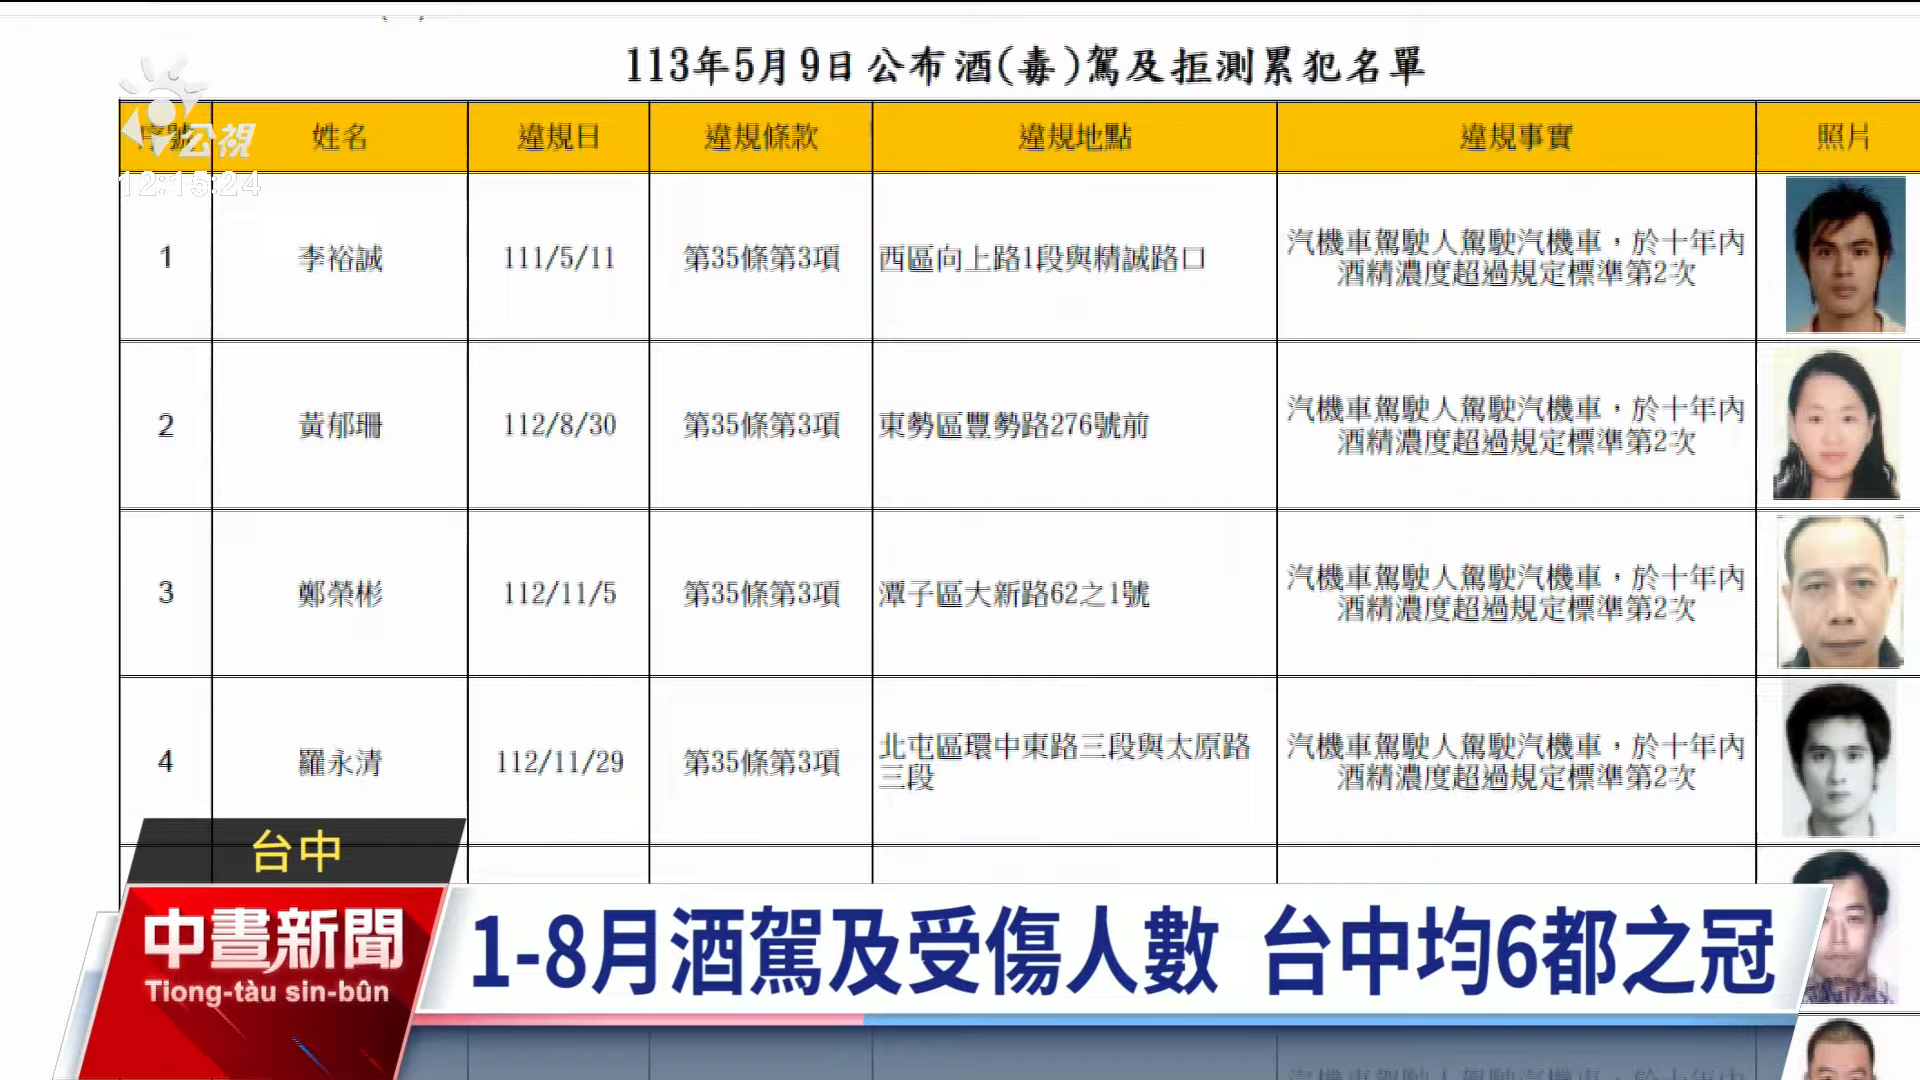 113年5月9日公布酒(毒)駕及拒測累犯名單
序號 姓名 違規日 違規條款 違規地點 違規事實 照片
公視
12:15:24
1 李裕誠 111/5/11 第35條第3項 西區向上路1段與精誠路口 汽機車駕駛人駕駛汽機車，於十年內
酒精濃度超過規定標準第2次
2 黃郁珊 112/8/30 第35條第3項 東勢區豐勢路276號前 汽機車駕駛人駕駛汽機車，於十年內
酒精濃度超過規定標準第2次
3 鄭榮彬 112/11/5 第35條第3項 潭子區大新路62之1號 汽機車駕駛人駕駛汽機車，於十年內
酒精濃度超過規定標準第2次
4 羅永清 112/11/29 第35條第3項 北屯區環中東路三段與太原路
三段 汽機車駕駛人駕駛汽機車，於十年內
酒精濃度超過規定標準第2次
台中
中晝新聞
Tiong-tàu sin-bûn
1-8月酒駕及受傷人數 台中均6都之冠